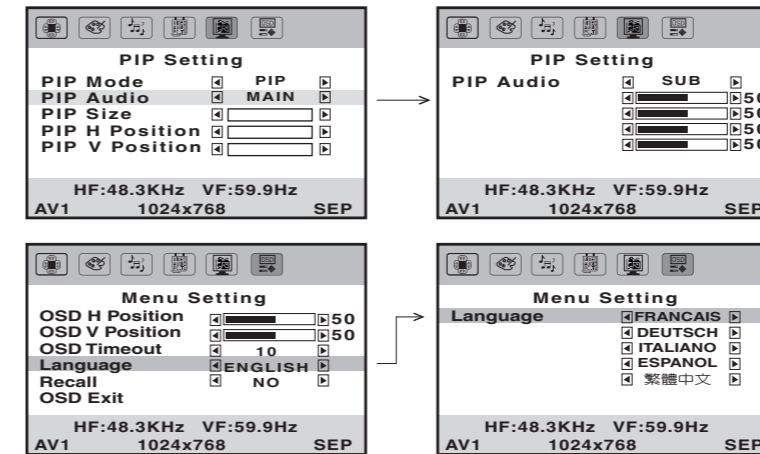 PIP Setting
PIP Mode PIP
PIP Audio MAIN
PIP Size
PIP H Position
PIP V Position
HF:48.3KHz VF:59.9Hz
AV1 1024x768 SEP
PIP Setting
PIP Audio SUB
50
50
50
50
HF:48.3KHz VF:59.9Hz
AV1 1024x768 SEP
Menu Setting
OSD H Position 50
OSD V Position 50
OSD Timeout 10
Language ENGLISH
Recall NO
OSD Exit
HF:48.3KHz VF:59.9Hz
AV1 1024x768 SEP
Menu Setting
Language FRANCAIS
DEUTSCH
ITALIANO
ESPANOL
繁體中文
HF:48.3KHz VF:59.9Hz
AV1 1024x768 SEP